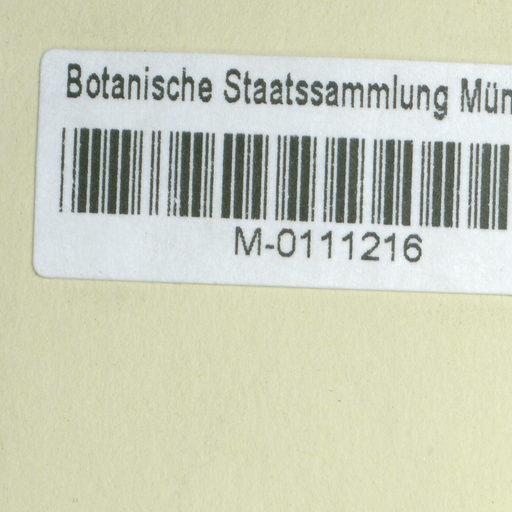 Botanische Staatssammlung Mün
M-0111216